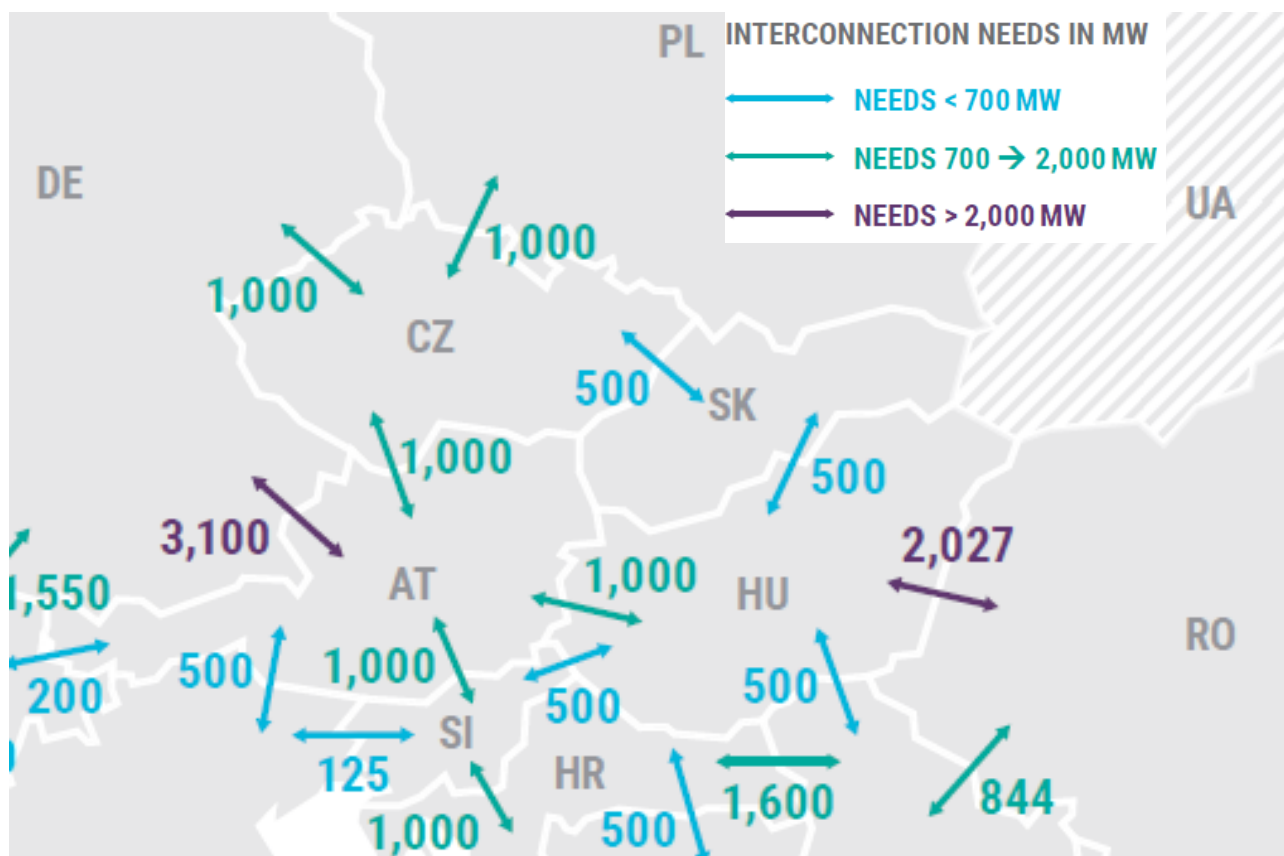 PL
INTERCONNECTION NEEDS IN MW
NEEDS < 700 MW
NEEDS 700 → 2,000 MW
NEEDS > 2,000 MW
DE
UA
1,000
1,000
CZ
500
SK
1,000
500
3,100
2,027
1,000
AT
HU
1,550
RO
1,000
500
200
500
500
SI
125
HR
1,600
844
1,000
500